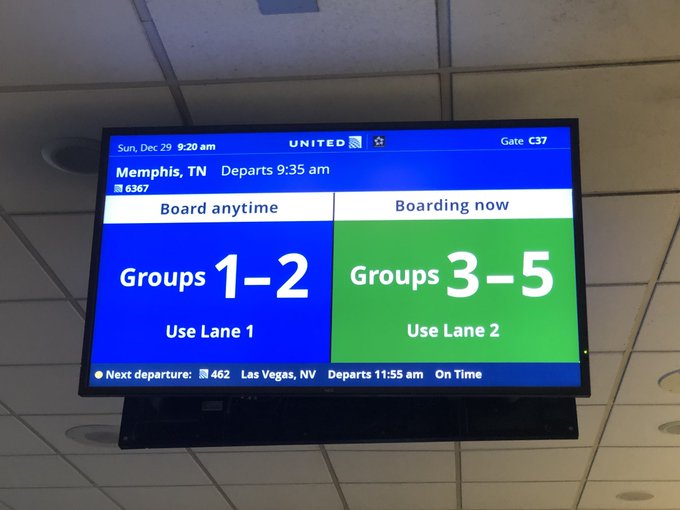 Sun, Dec 29 9:20 am
UNITED
Gate C37
Memphis, TN Departs 9:35 am
6367
Board anytime
Groups 1–2
Use Lane 1
Boarding now
Groups 3–5
Use Lane 2
Next departure: 462 Las Vegas, NV Departs 11:55 am On Time
NEC